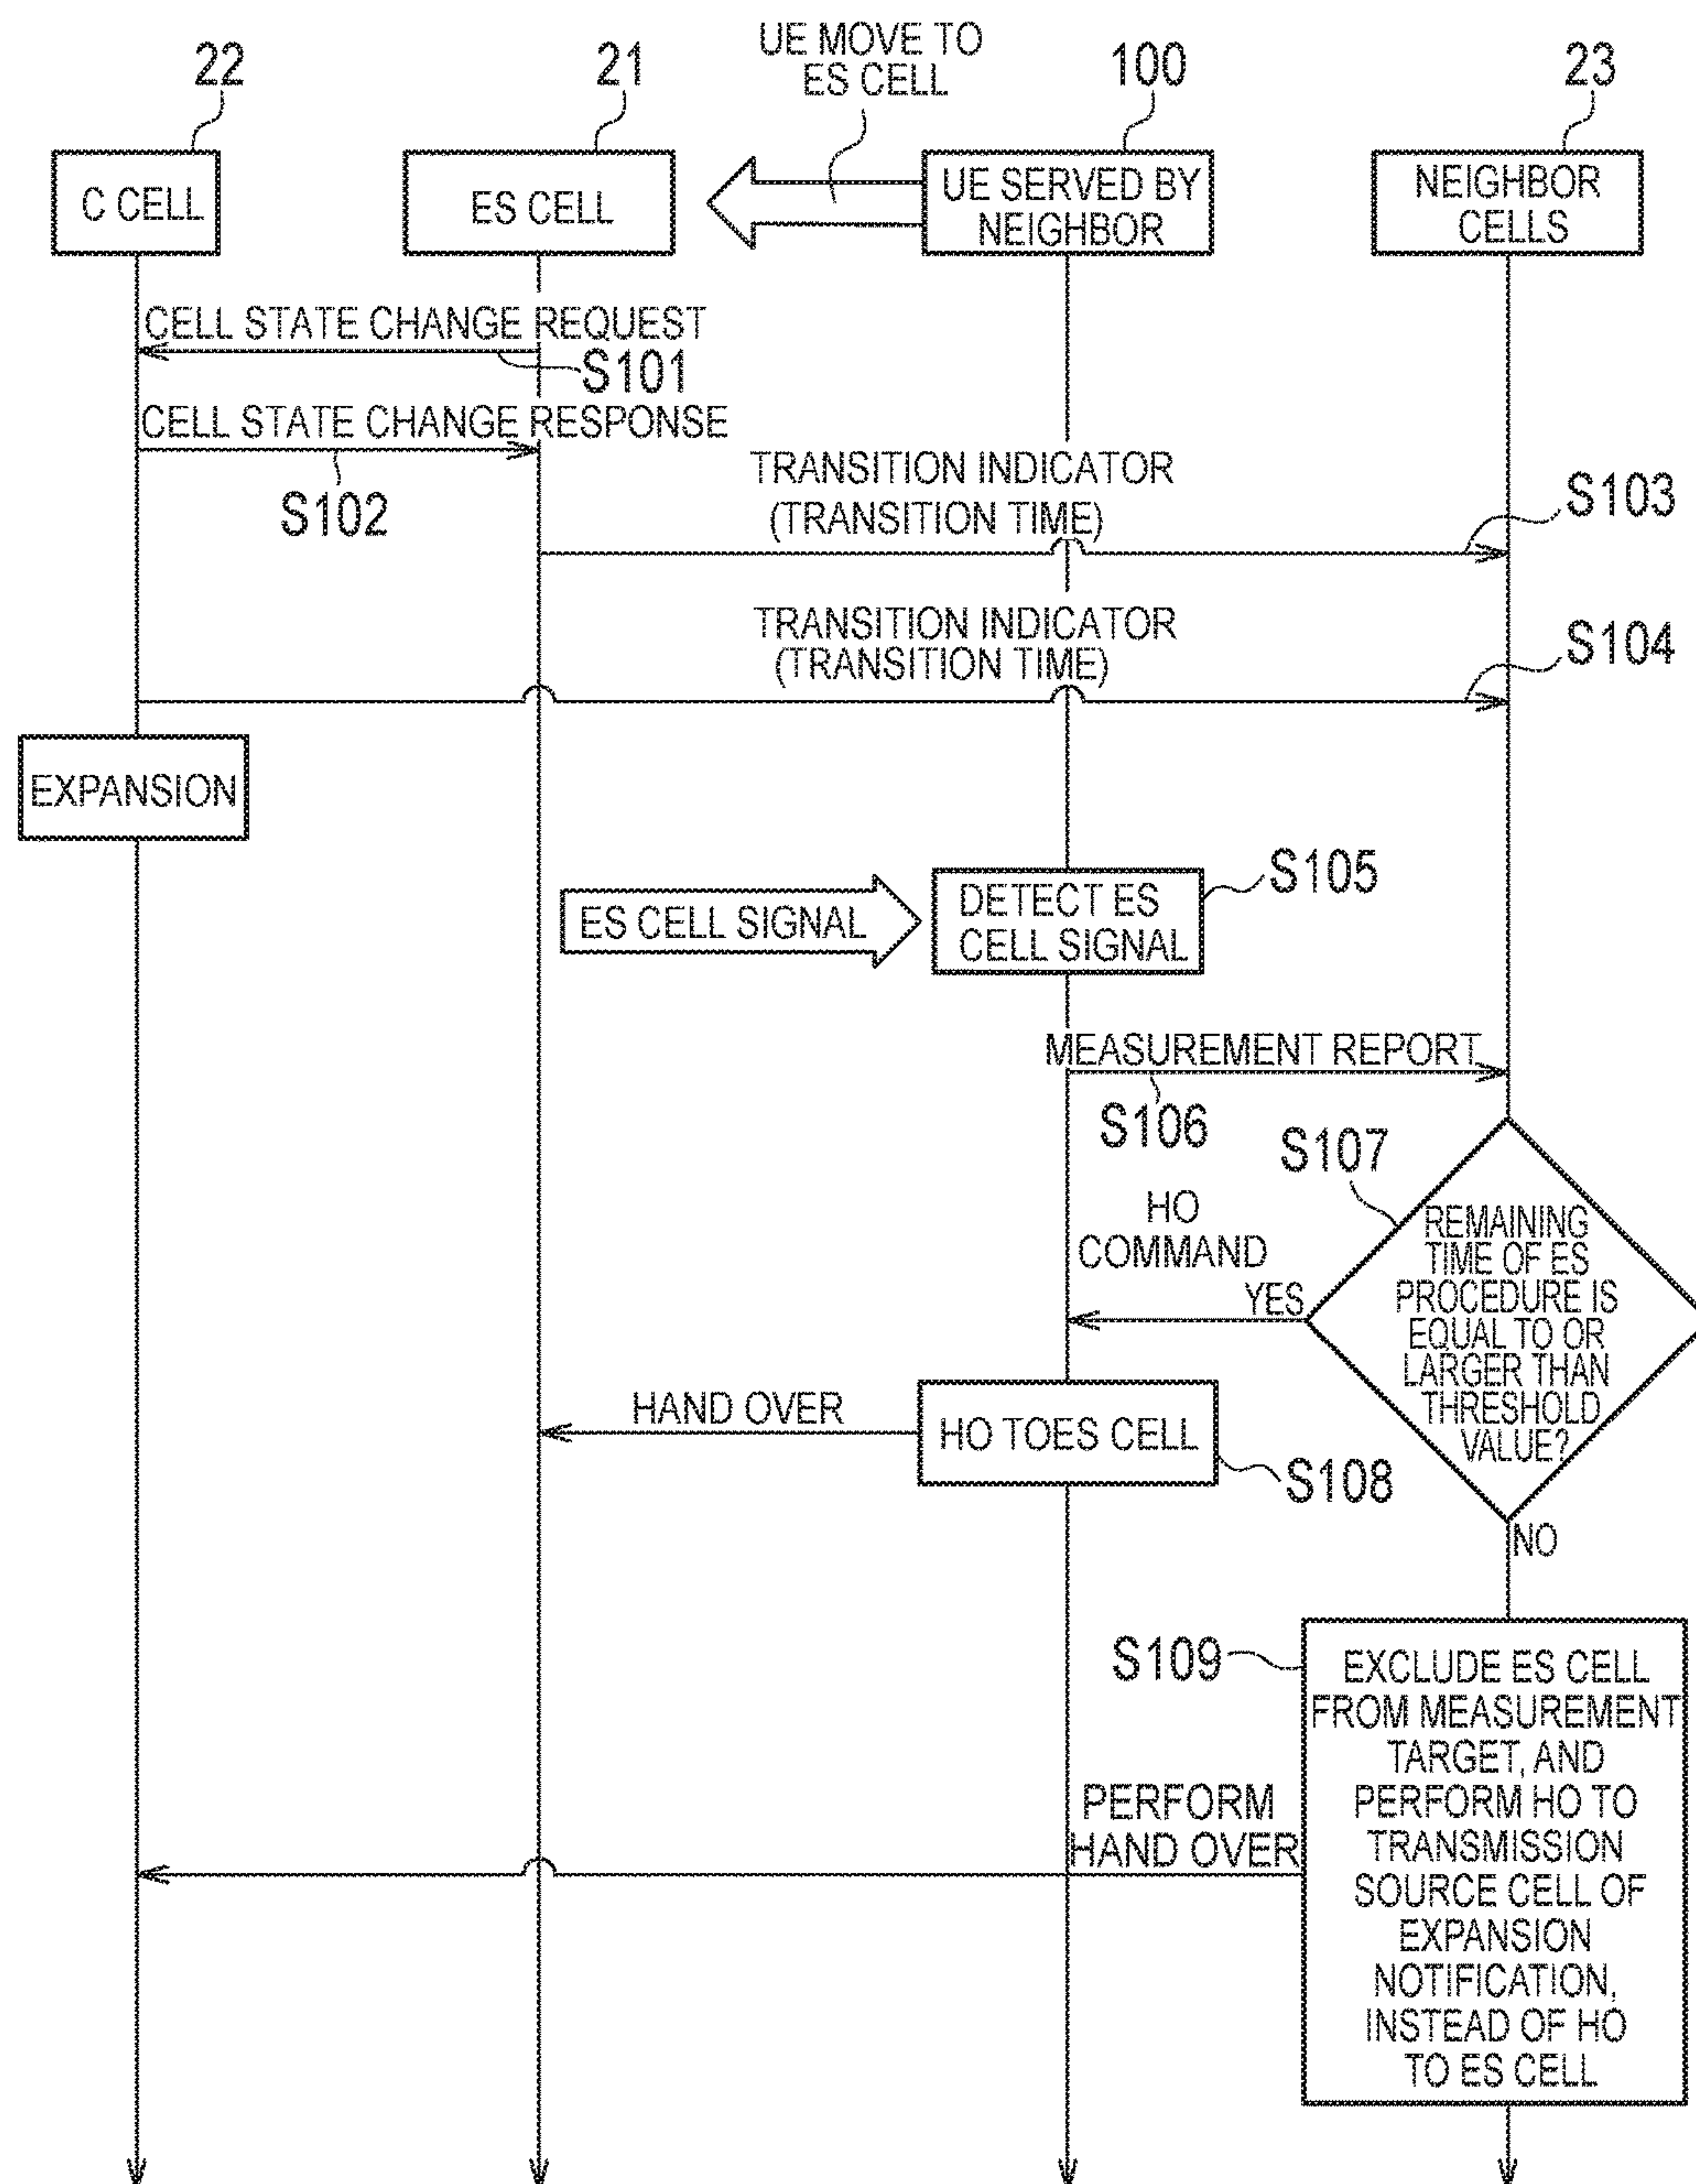 22
21
UE MOVE TO
ES CELL
100
23
C CELL
ES CELL
UE SERVED BY
NEIGHBOR
NEIGHBOR
CELLS
CELL STATE CHANGE REQUEST
S101
CELL STATE CHANGE RESPONSE
S102
TRANSITION INDICATOR
(TRANSITION TIME)
S103
TRANSITION INDICATOR
(TRANSITION TIME)
S104
EXPANSION
ES CELL SIGNAL
DETECT ES
CELL SIGNAL
S105
MEASUREMENT REPORT
S106
S107
REMAINING
TIME OF ES
PROCEDURE IS
EQUAL TO OR
LARGER THAN
THRESHOLD
VALUE?
HO
COMMAND
YES
HAND OVER
HO TOES CELL
S108
NO
S109
EXCLUDE ES CELL
FROM MEASUREMENT
TARGET, AND
PERFORM HO TO
TRANSMISSION
SOURCE CELL OF
EXPANSION
NOTIFICATION,
INSTEAD OF HO
TO ES CELL
PERFORM
HAND OVER